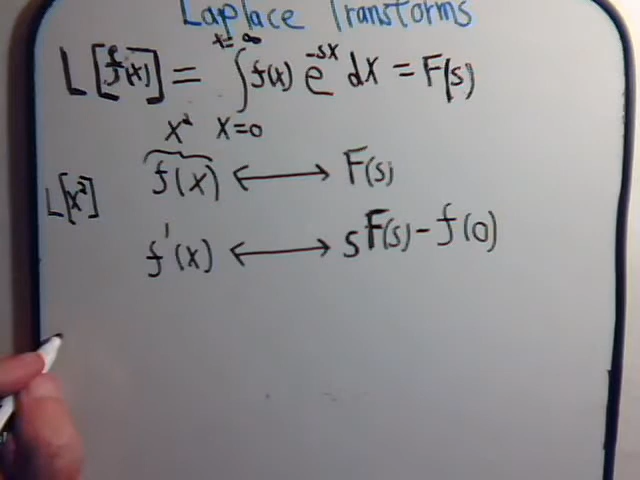 Laplace Transforms
L[f(x)] = ∫_{x=0}^{x=∞} f(x) e^{-sx} dx = F(s)
x²
L[x²] f(x) ⟷ F(s)
f'(x) ⟷ sF(s) - f(0)